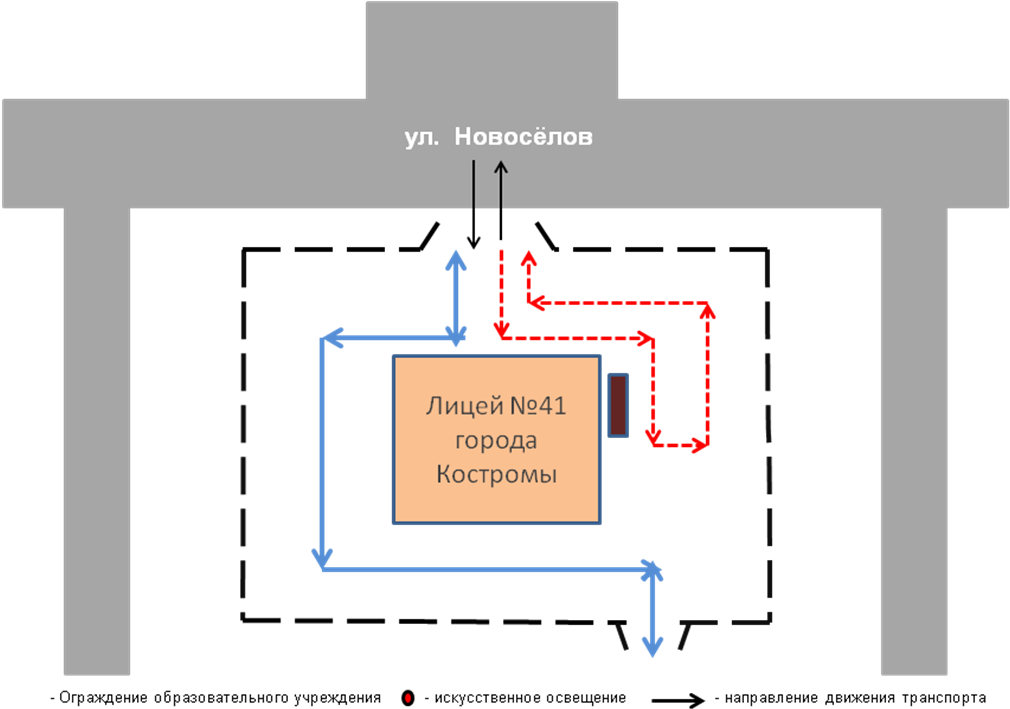 ул. Новосёлов
Лицей №41
города
Костромы
- Ограждение образовательного учреждения - искусственное освещение - направление движения транспорта